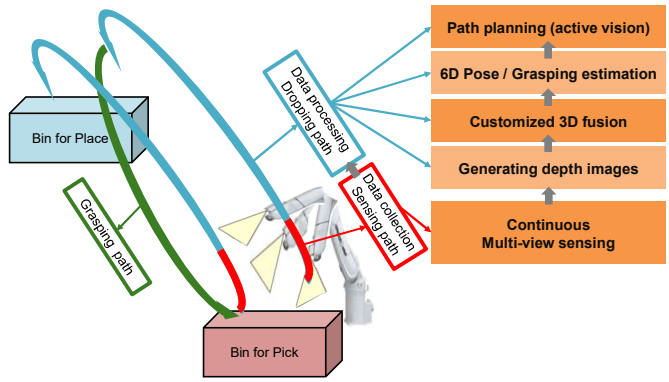 Path planning (active vision)
6D Pose / Grasping estimation
Customized 3D fusion
Generating depth images
Continuous
Multi-view sensing
Data processing
Dropping path
Data collection
Sensing path
Bin for Place
Grasping path
Bin for Pick